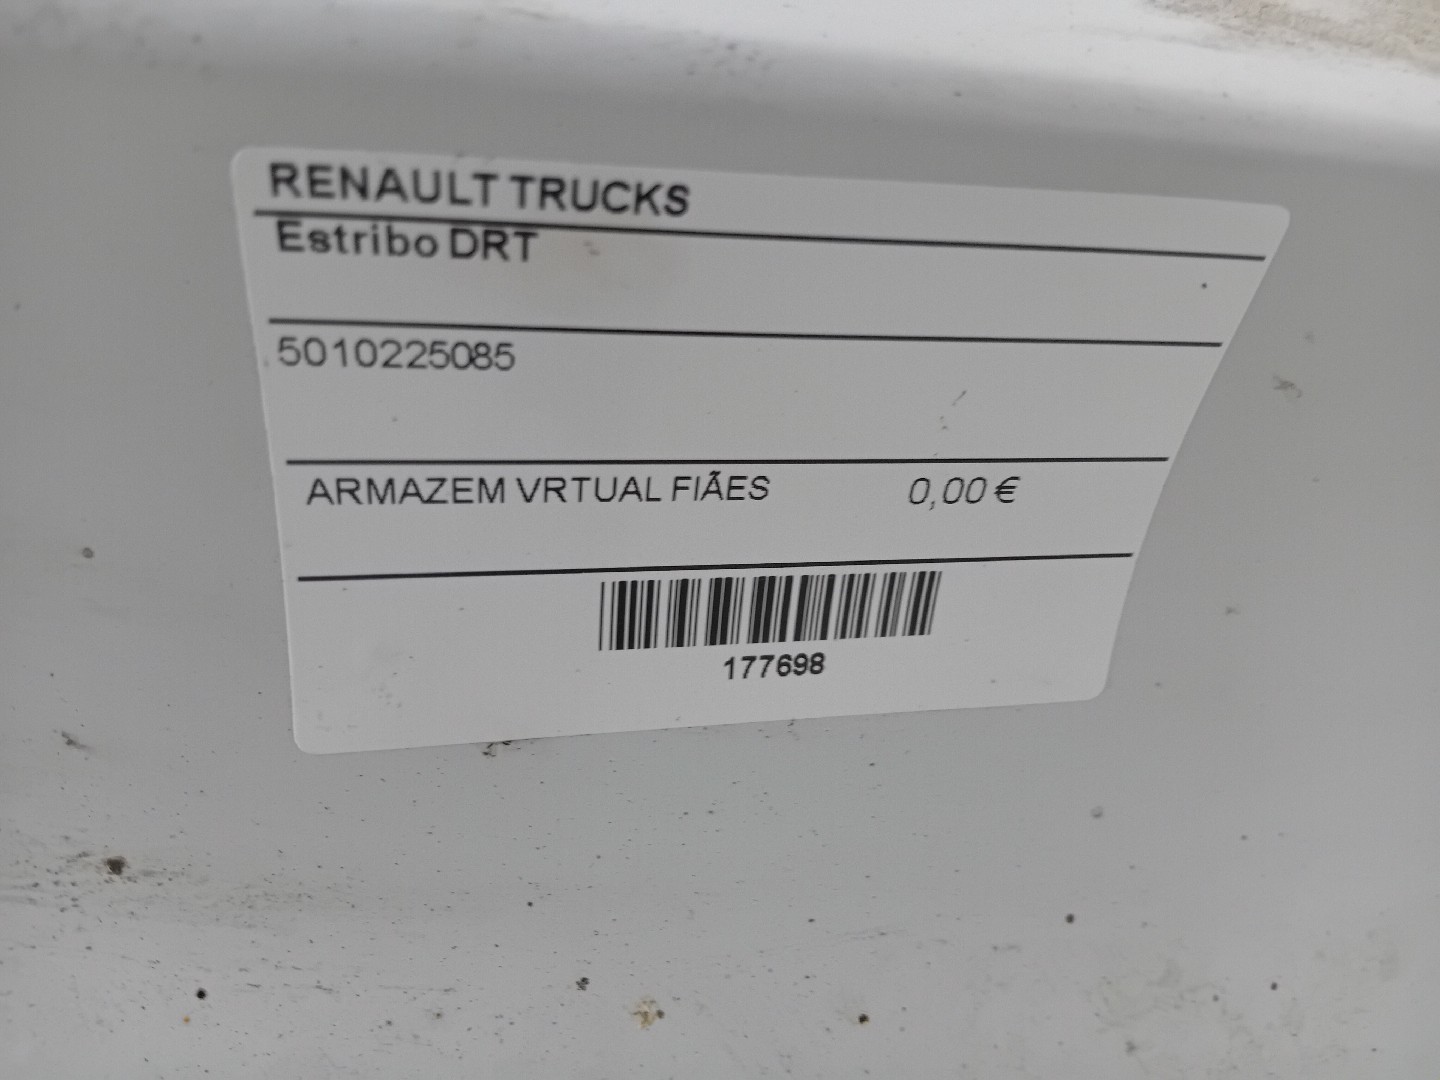 RENAULT TRUCKS
Estribo DRT
5010225085
ARMAZEM VRTUAL FIÃES 0,00 €
177698